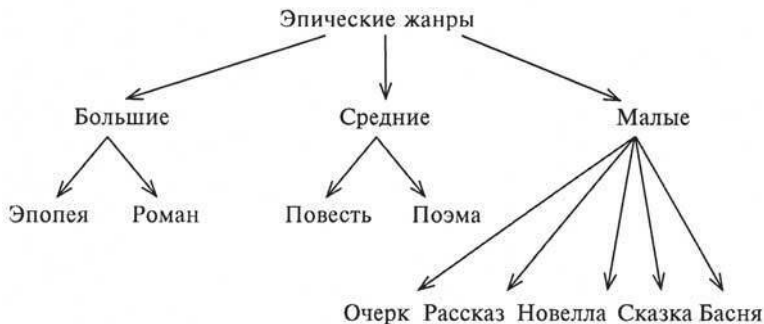 Эпические жанры
Большие Средние Малые
Эпопея Роман Повесть Поэма
Очерк Рассказ Новелла Сказка Басня